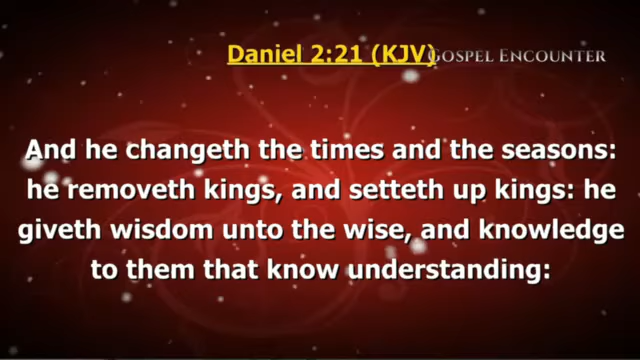 Daniel 2:21 (KJV)
GOSPEL ENCOUNTER
And he changeth the times and the seasons:
he removeth kings, and setteth up kings: he
giveth wisdom unto the wise, and knowledge
to them that know understanding: